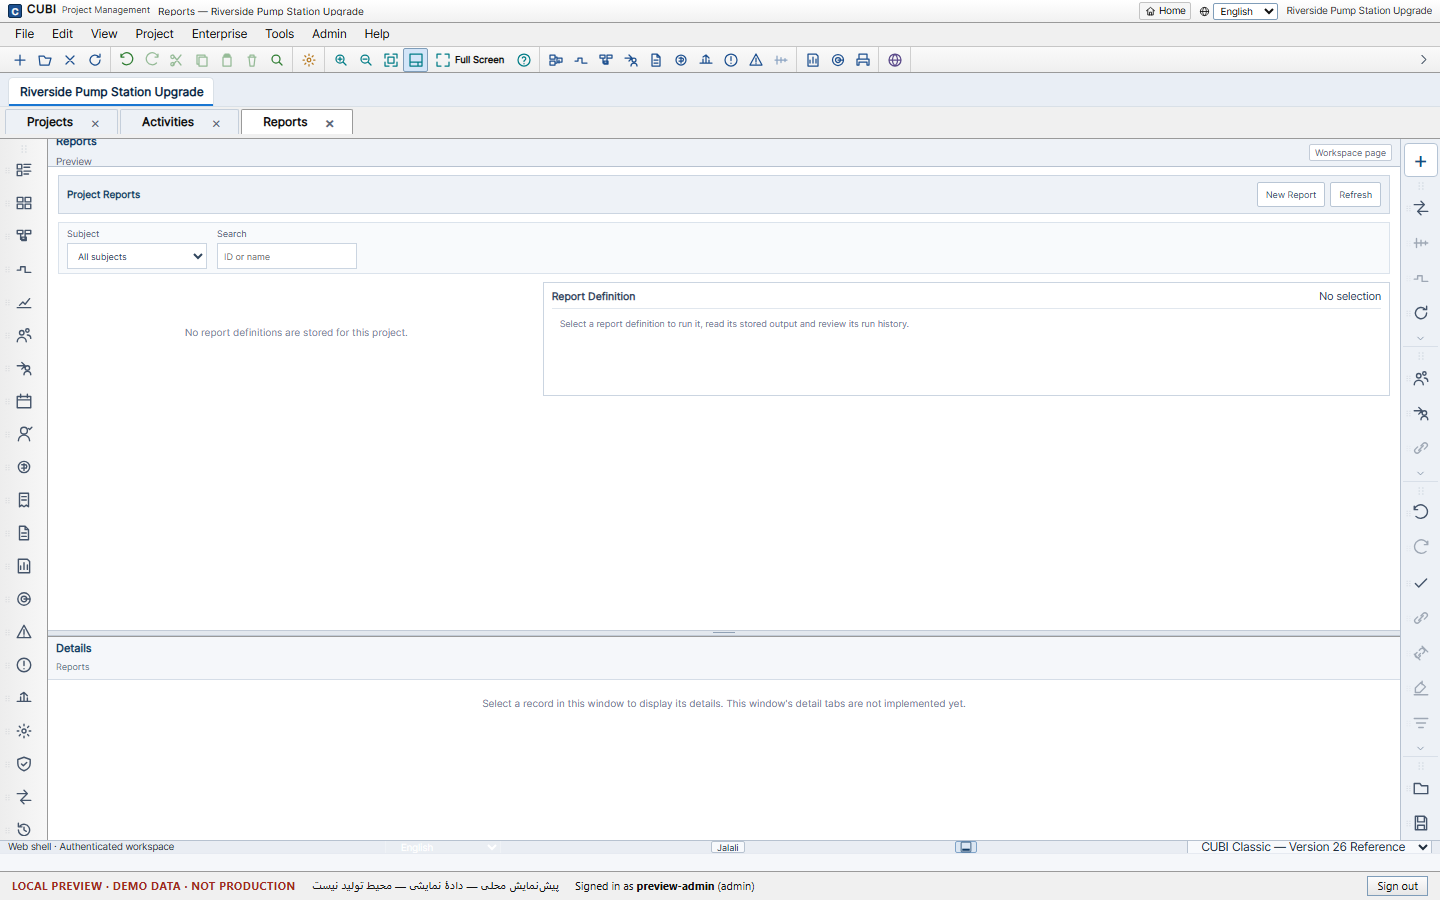 C CUBI Project Management Reports — Riverside Pump Station Upgrade Home English Riverside Pump Station Upgrade
File Edit View Project Enterprise Tools Admin Help
Full Screen
Riverside Pump Station Upgrade
Projects Activities Reports
Reports
Preview
Workspace page
Project Reports New Report Refresh
Subject Search
All subjects ID or name
Report Definition No selection
Select a report definition to run it, read its stored output and review its run history.
No report definitions are stored for this project.
Details
Reports
Select a record in this window to display its details. This window's detail tabs are not implemented yet.
Web shell · Authenticated workspace English Jalali CUBI Classic — Version 26 Reference
LOCAL PREVIEW · DEMO DATA · NOT PRODUCTION پیش‌نمایش محلی — دادهٔ نمایشی — محیط تولید نیست Signed in as preview-admin (admin) Sign out